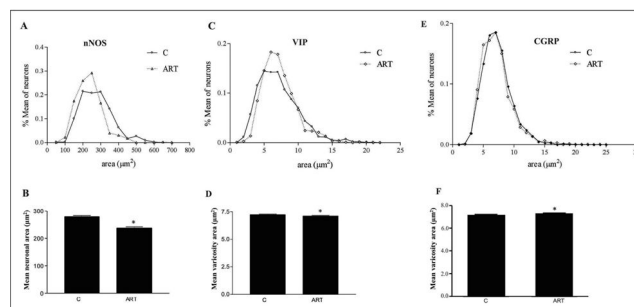 A
nNOS
C
ART
% Mean of neurons
0.4
0.3
0.2
0.1
0.0
0 100 200 300 400 500 600 700 800
area (µm²)
C
VIP
C
ART
% Mean of neurons
0.2
0.1
0.0
0 5 10 15 20 25
area (µm²)
E
CGRP
C
ART
% Mean of neurons
0.2
0.1
0.0
0 5 10 15 20 25
area (µm²)
B
Mean neuronal area (µm²)
300
200
100
0
*
C ART
D
Mean varicosity area (µm²)
7.5
5.0
2.5
0.0
*
C ART
F
Mean varicosity area (µm²)
7.5
5.0
2.5
0.0
*
C ART